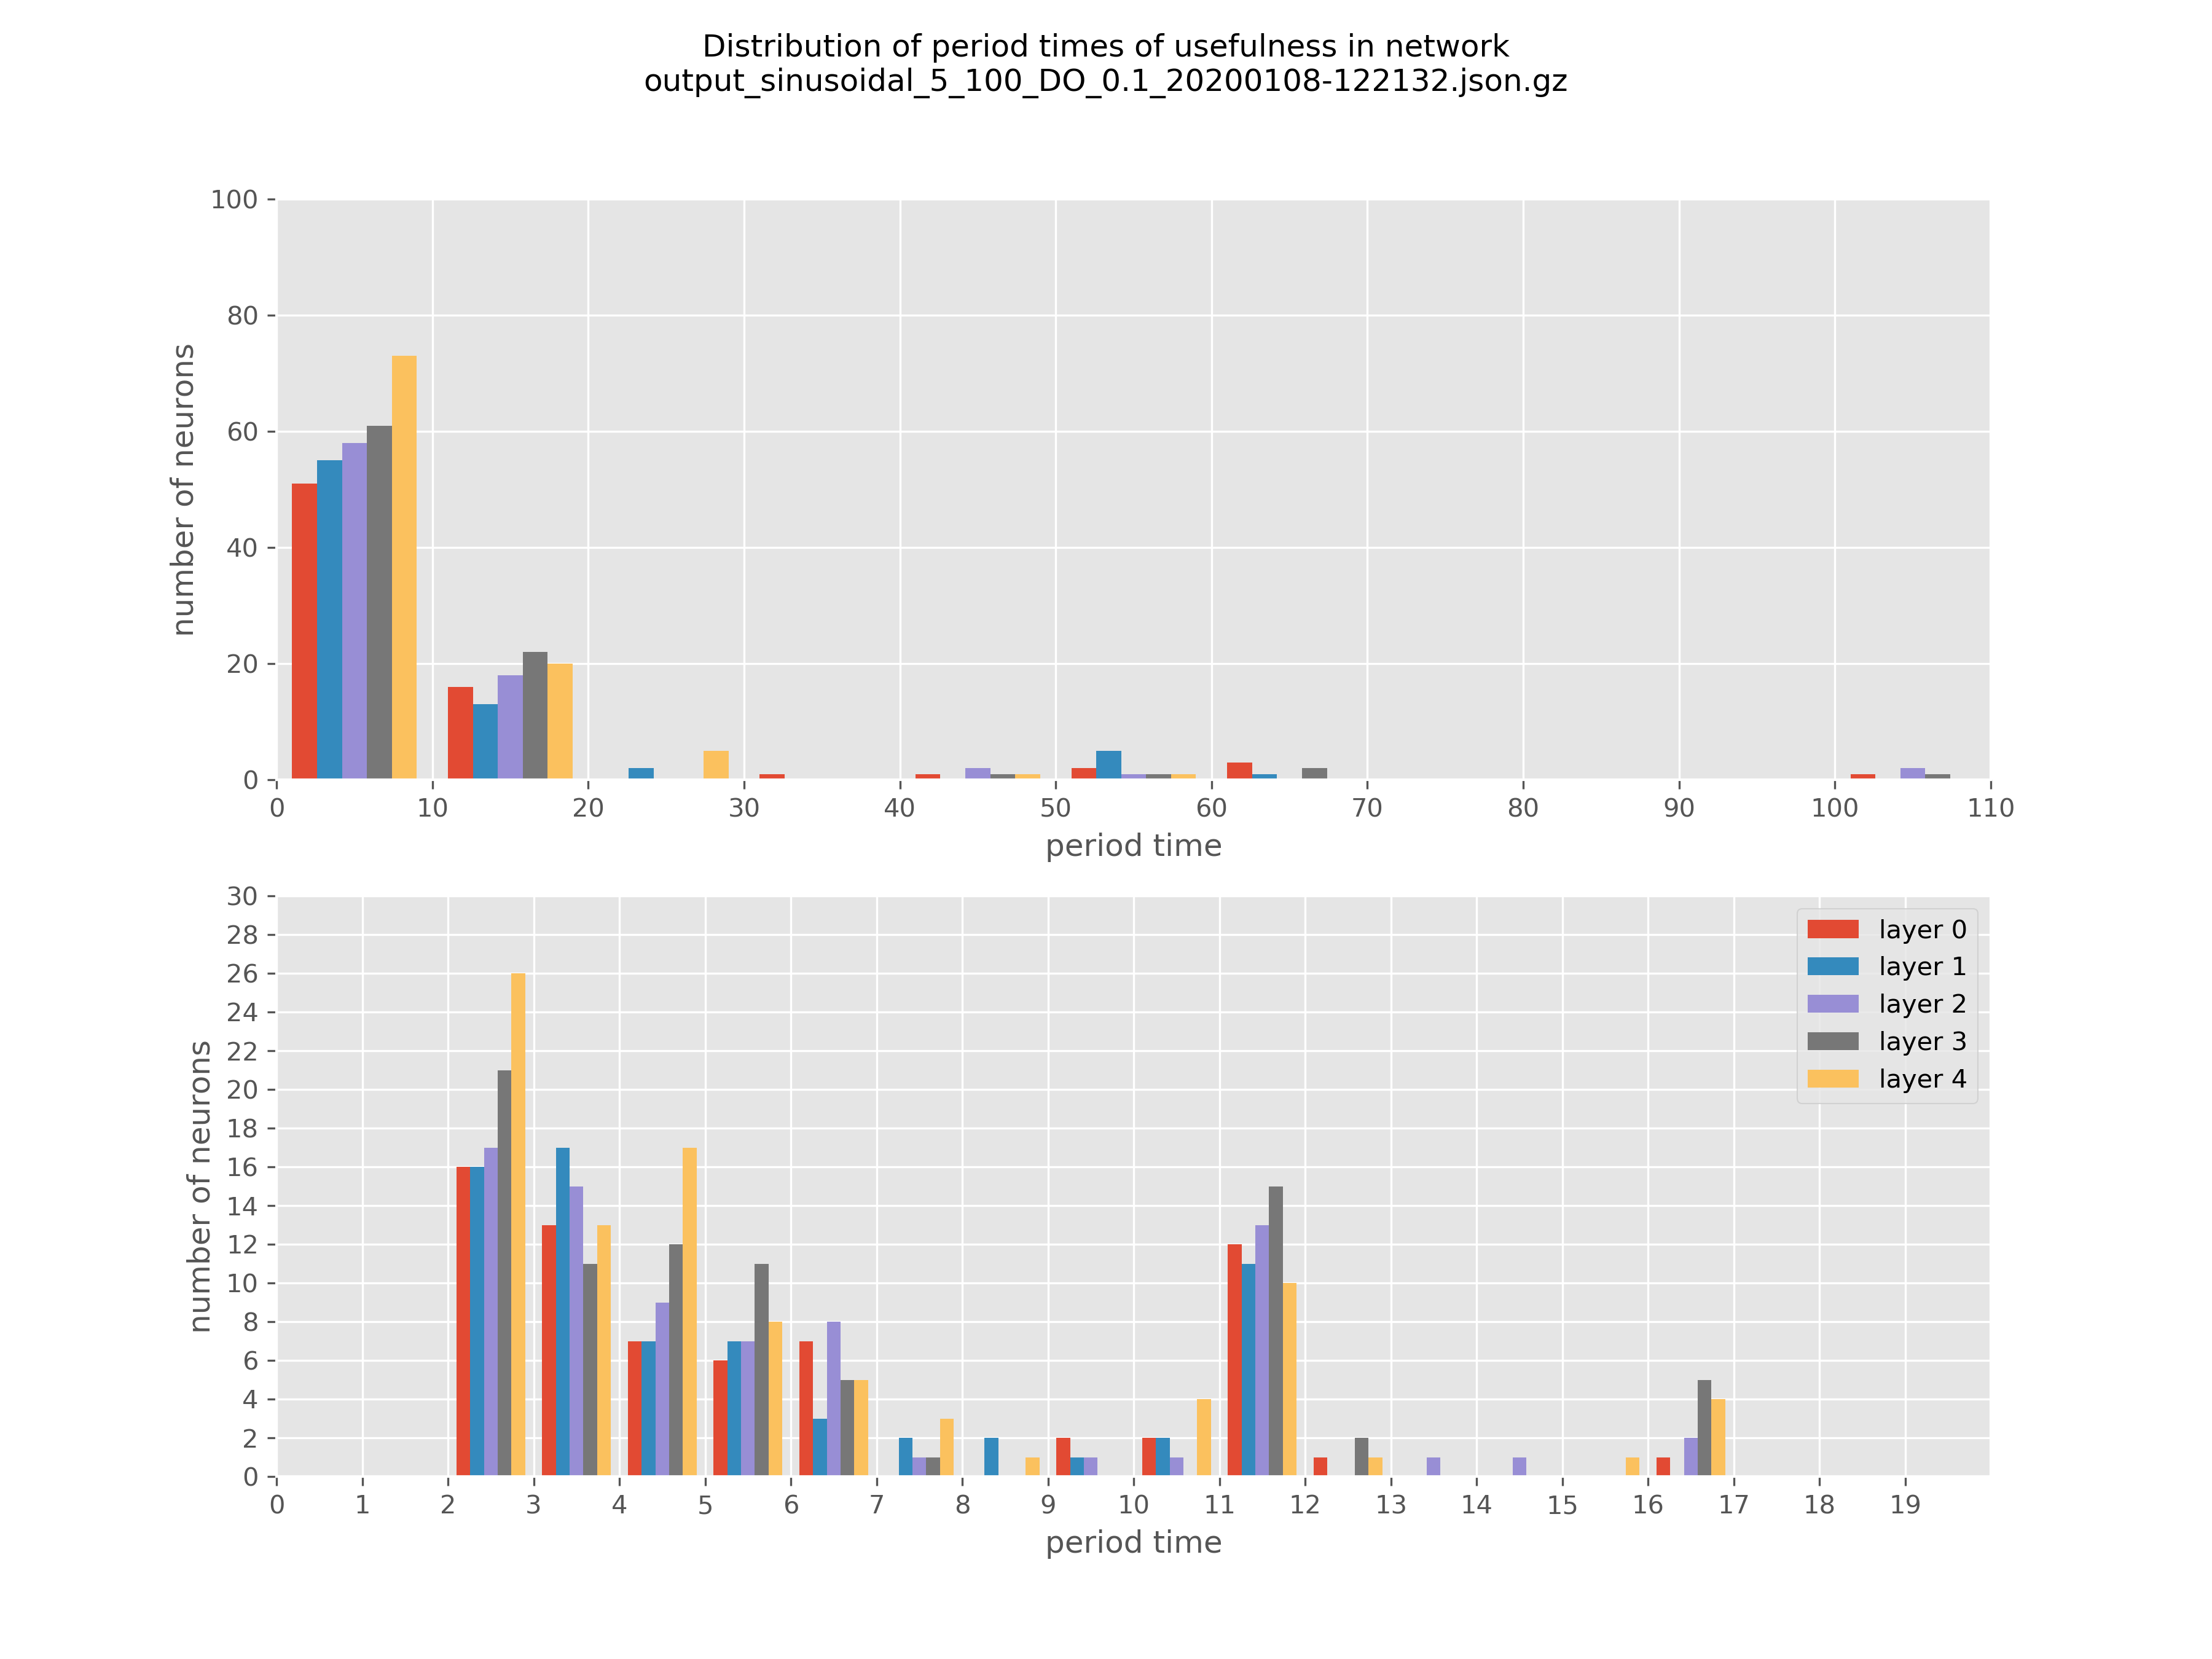 Distribution of period times of usefulness in network
output_sinusoidal_5_100_DO_0.1_20200108-122132.json.gz
100
80
60
40
20
0
number of neurons
0 10 20 30 40 50 60 70 80 90 100 110
period time
30
28
26
24
22
20
18
16
14
12
10
8
6
4
2
0
number of neurons
layer 0
layer 1
layer 2
layer 3
layer 4
0 1 2 3 4 5 6 7 8 9 10 11 12 13 14 15 16 17 18 19
period time